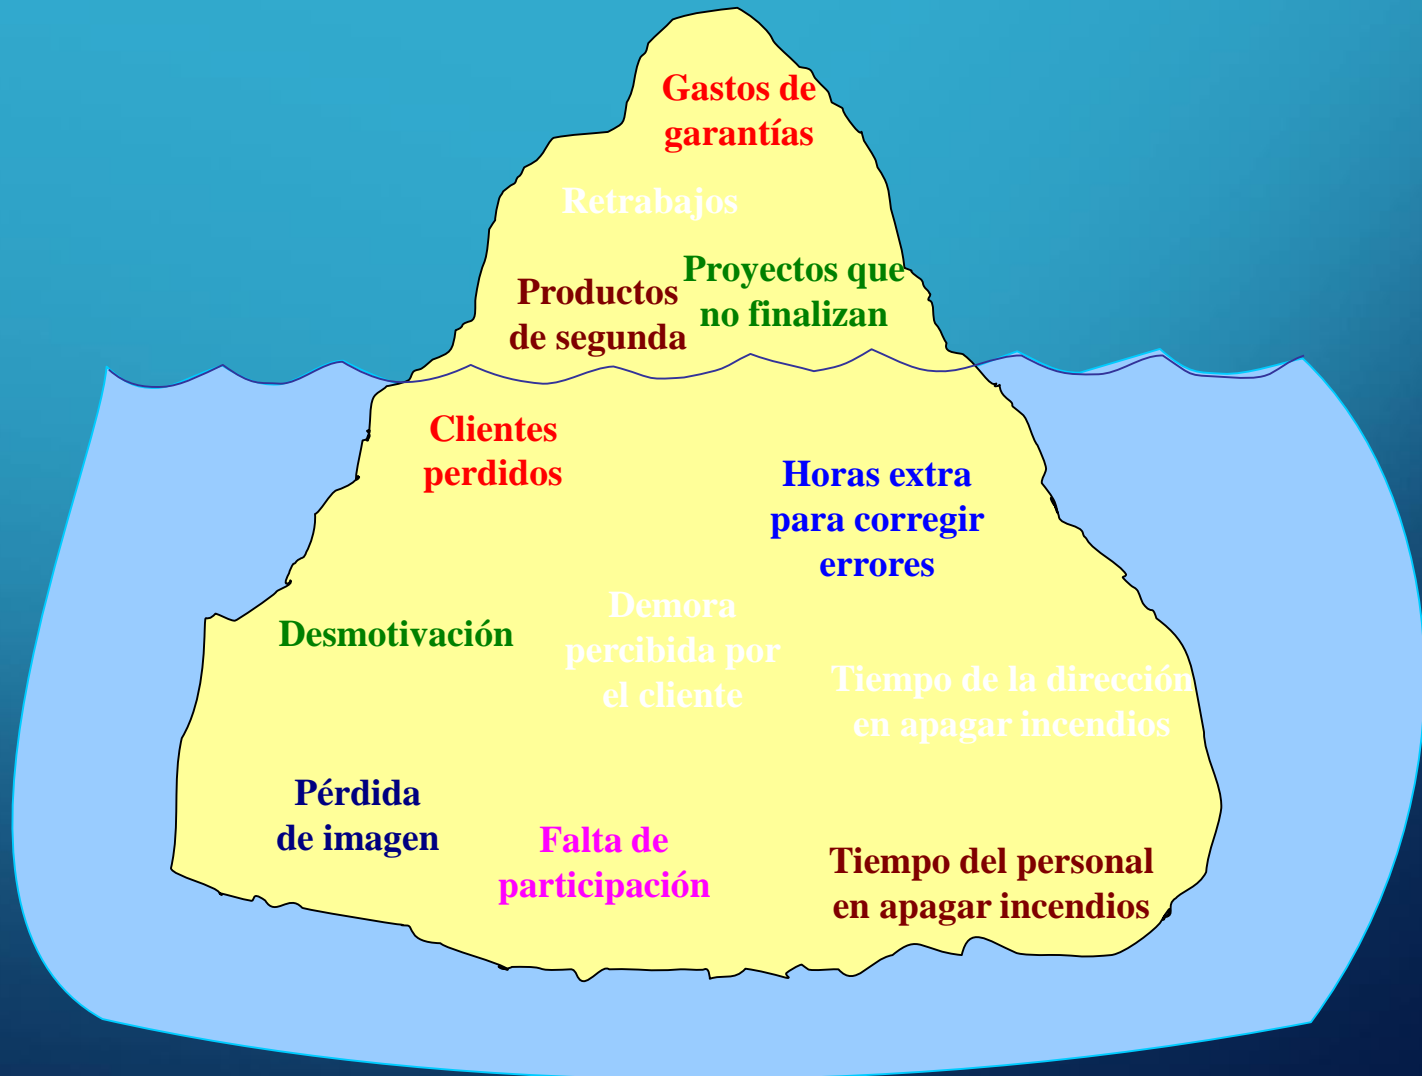 Gastos de
garantías
Retrabajos
Productos
de segunda
Proyectos que
no finalizan
Clientes
perdidos
Horas extra
para corregir
errores
Desmotivación
Demora
percibida por
el cliente
Tiempo de la dirección
en apagar incendios
Pérdida
de imagen
Falta de
participación
Tiempo del personal
en apagar incendios